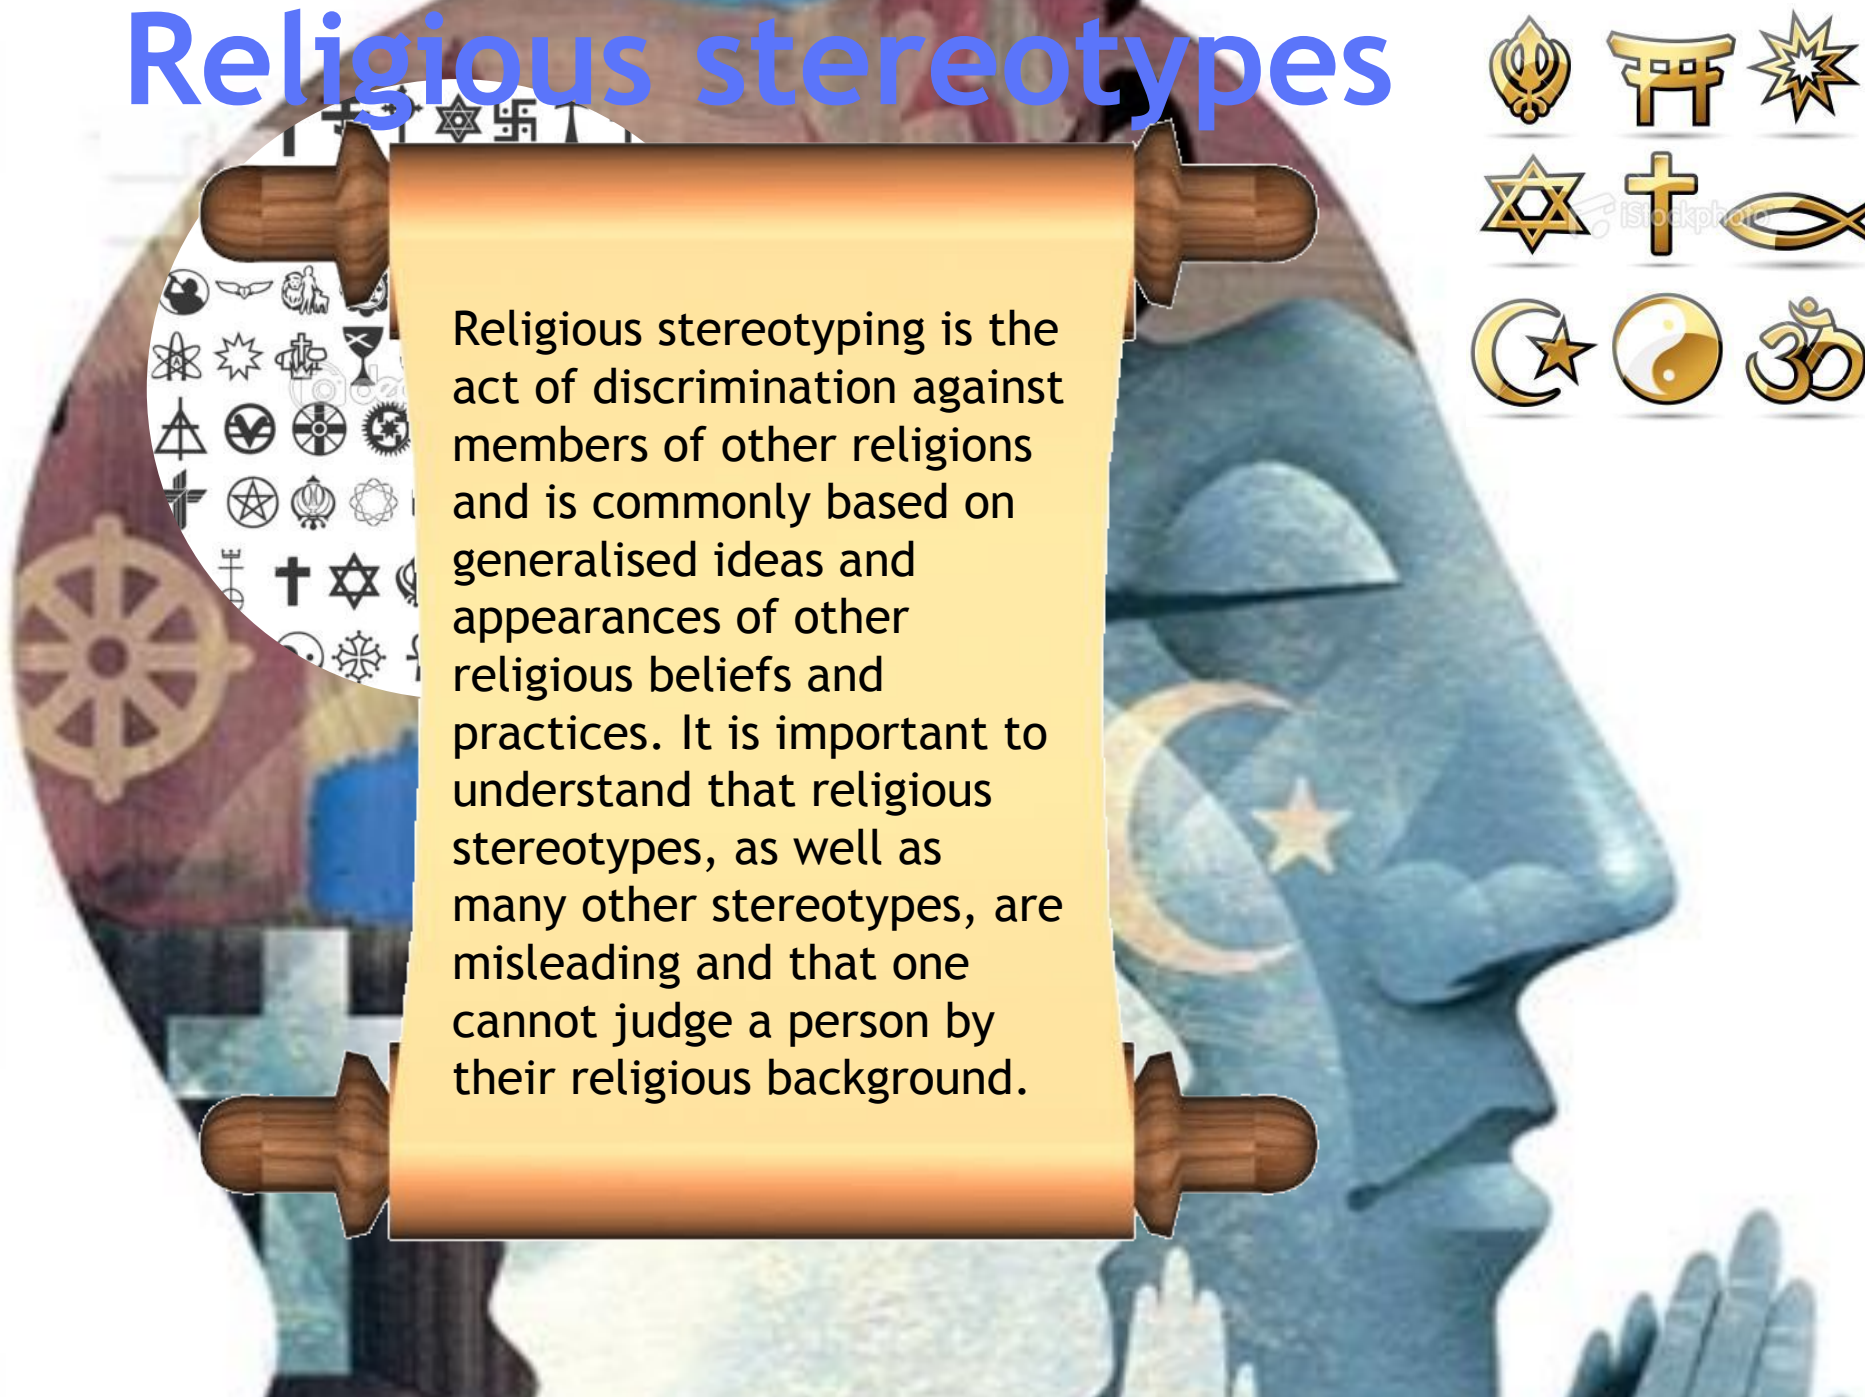 Religious stereotypes
iStockphoto
Religious stereotyping is the
act of discrimination against
members of other religions
and is commonly based on
generalised ideas and
appearances of other
religious beliefs and
practices. It is important to
understand that religious
stereotypes, as well as
many other stereotypes, are
misleading and that one
cannot judge a person by
their religious background.